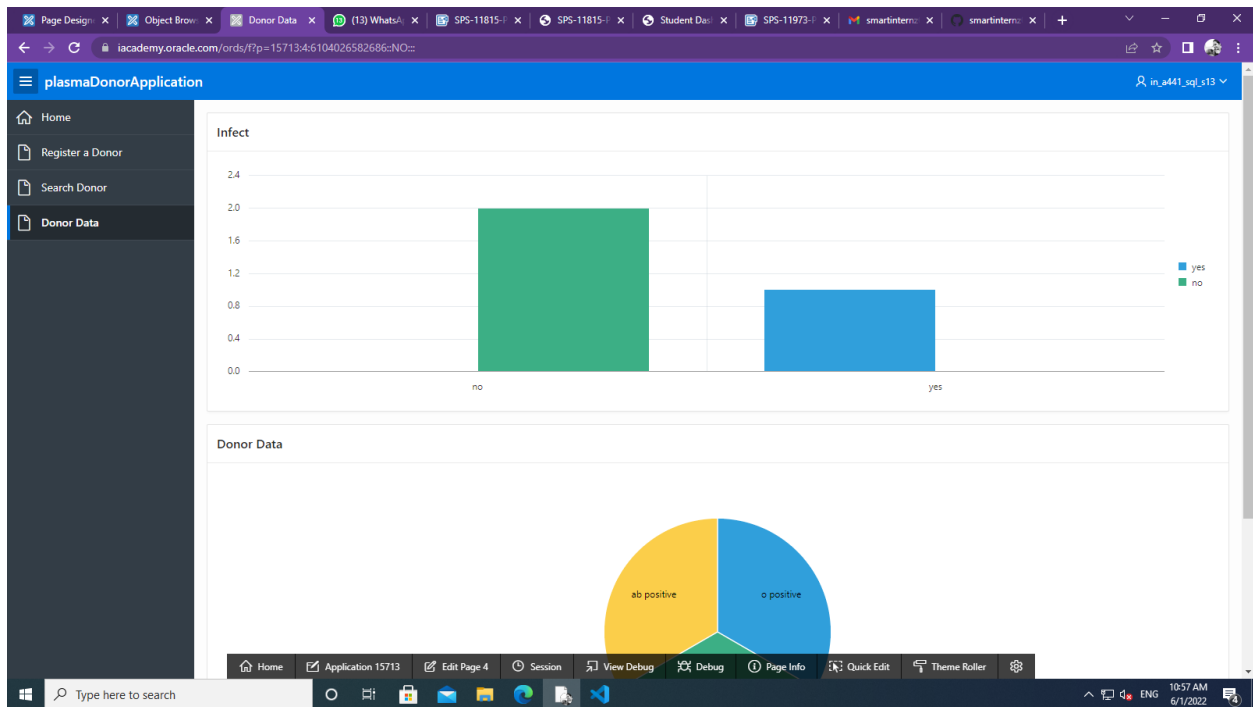 Page Design
Object Brow
Donor Data
(13) WhatsA
SPS-11815-P
SPS-11815-P
Student Das
SPS-11973-P
smartinternz
smartinternz
iacademy.oracle.com/ords/f?p=15713:4:6104026582686::NO:::
plasmaDonorApplication
in_a441_sql_s13
Home
Register a Donor
Search Donor
Donor Data
Infect
2.4
2.0
1.6
1.2
0.8
0.4
0.0
no
yes
yes
no
Donor Data
ab positive
o positive
Home
Application 15713
Edit Page 4
Session
View Debug
Debug
Page Info
Quick Edit
Theme Roller
Type here to search
ENG
10:57 AM
6/1/2022
4